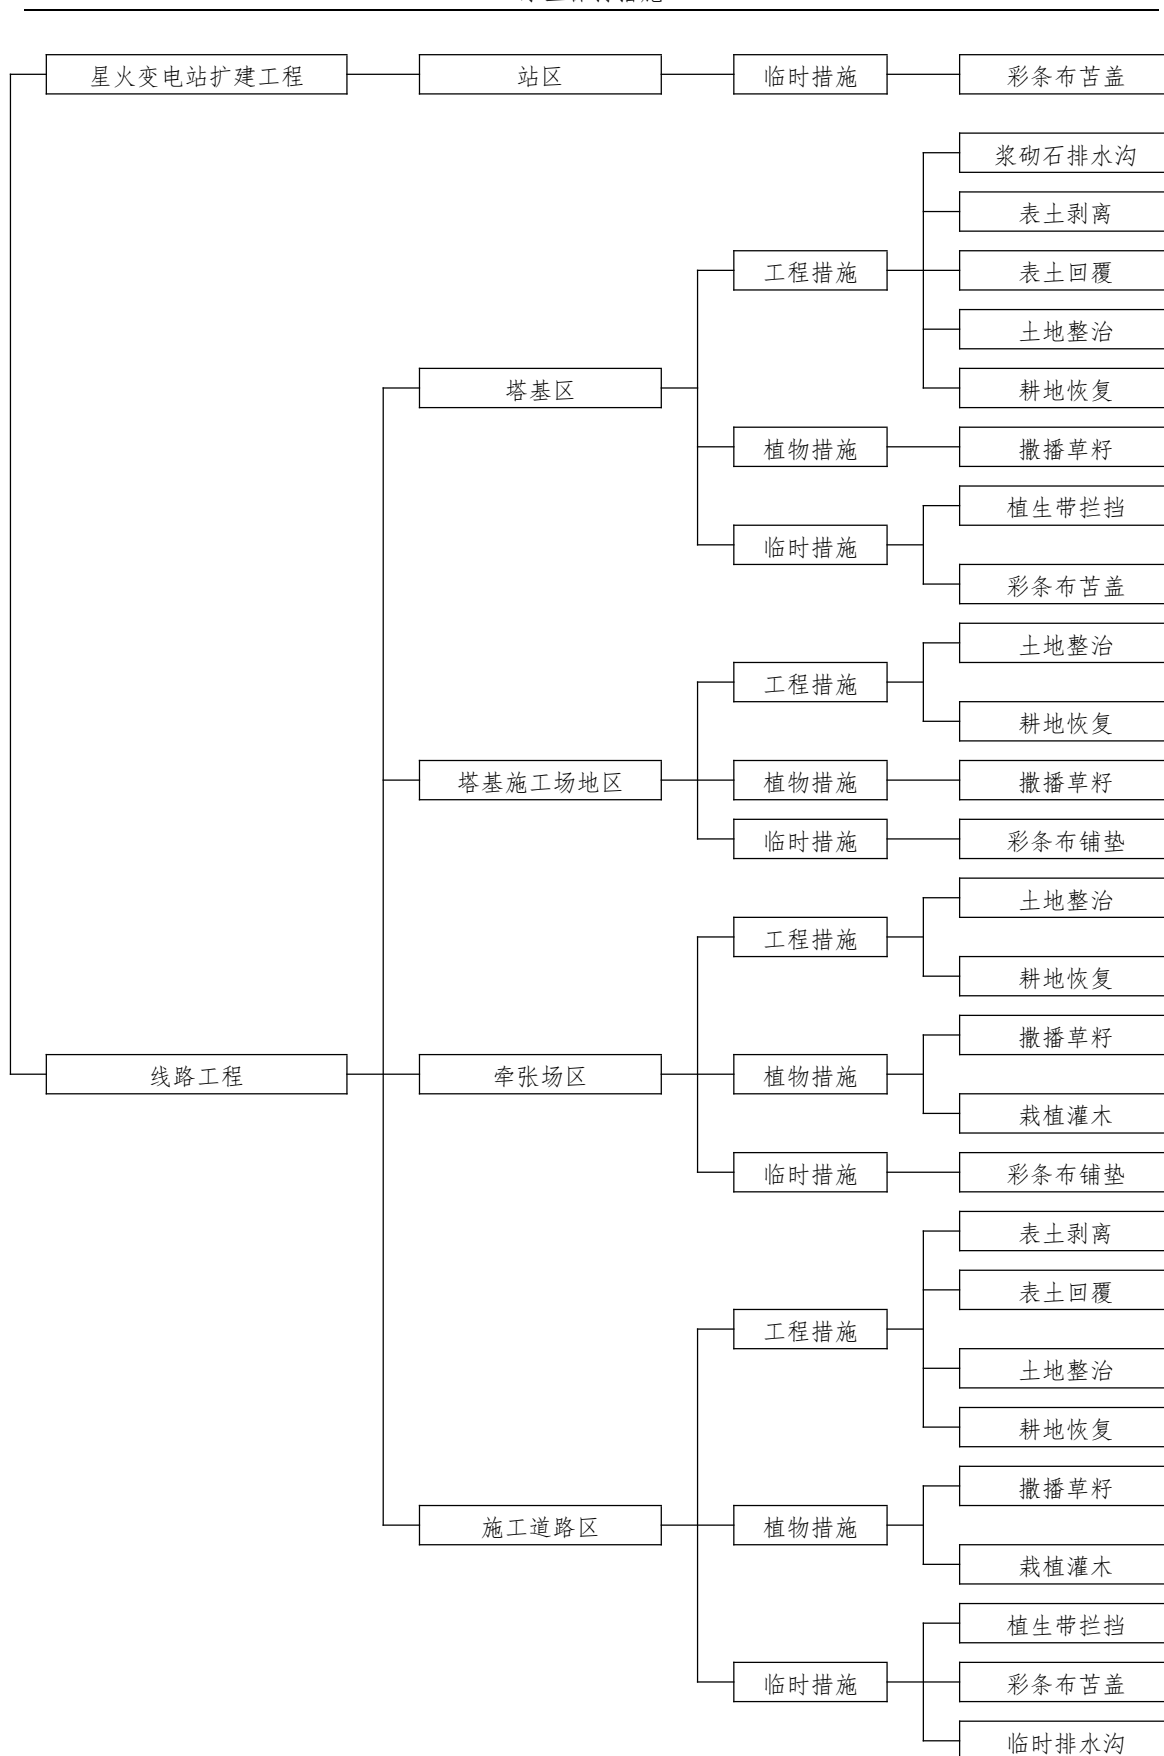 星火变电站扩建工程
站区
临时措施
彩条布苫盖
线路工程
塔基区
工程措施
浆砌石排水沟
表土剥离
表土回覆
土地整治
耕地恢复
植物措施
撒播草籽
临时措施
植生带拦挡
彩条布苫盖
塔基施工场地区
工程措施
土地整治
耕地恢复
植物措施
撒播草籽
临时措施
彩条布铺垫
牵张场区
工程措施
土地整治
耕地恢复
植物措施
撒播草籽
栽植灌木
临时措施
彩条布铺垫
施工道路区
工程措施
表土剥离
表土回覆
土地整治
耕地恢复
植物措施
撒播草籽
栽植灌木
临时措施
植生带拦挡
彩条布苫盖
临时排水沟